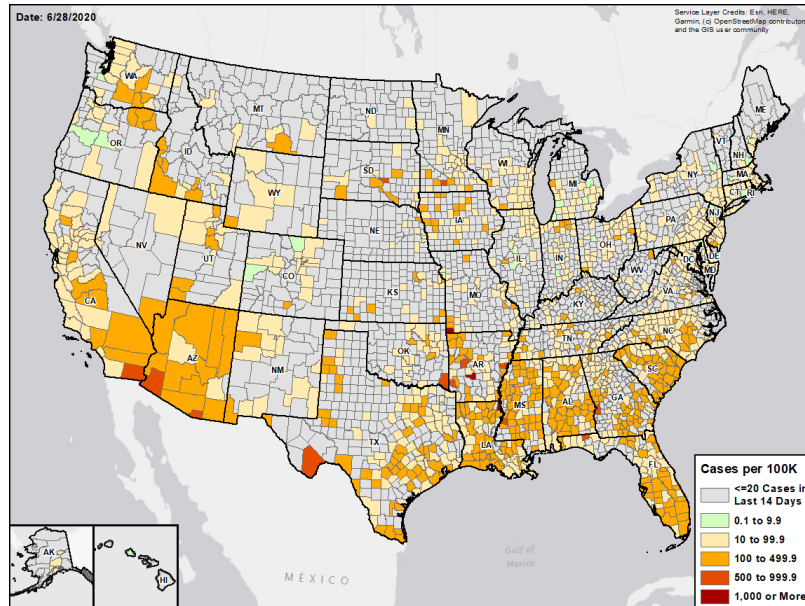 Date: 6/28/2020
Service Layer Credits: Esri, HERE,
Garmin, (c) OpenStreetMap contributors
and the GIS user community
WA
MT
ND
MN
ME
OR
ID
SD
WI
VT
NH
WY
MI
NY
MA
CT
RI
NV
UT
CO
NE
IA
IL
IN
OH
PA
NJ
CA
KS
MO
KY
WV
VA
DC
DE
MD
AZ
NM
OK
AR
TN
NC
SC
TX
LA
MS
AL
GA
FL
AK
HI
MÉXICO
Gulf of
Mexico
Cases per 100K
<=20 Cases in
Last 14 Days
0.1 to 9.9
10 to 99.9
100 to 499.9
500 to 999.9
1,000 or More